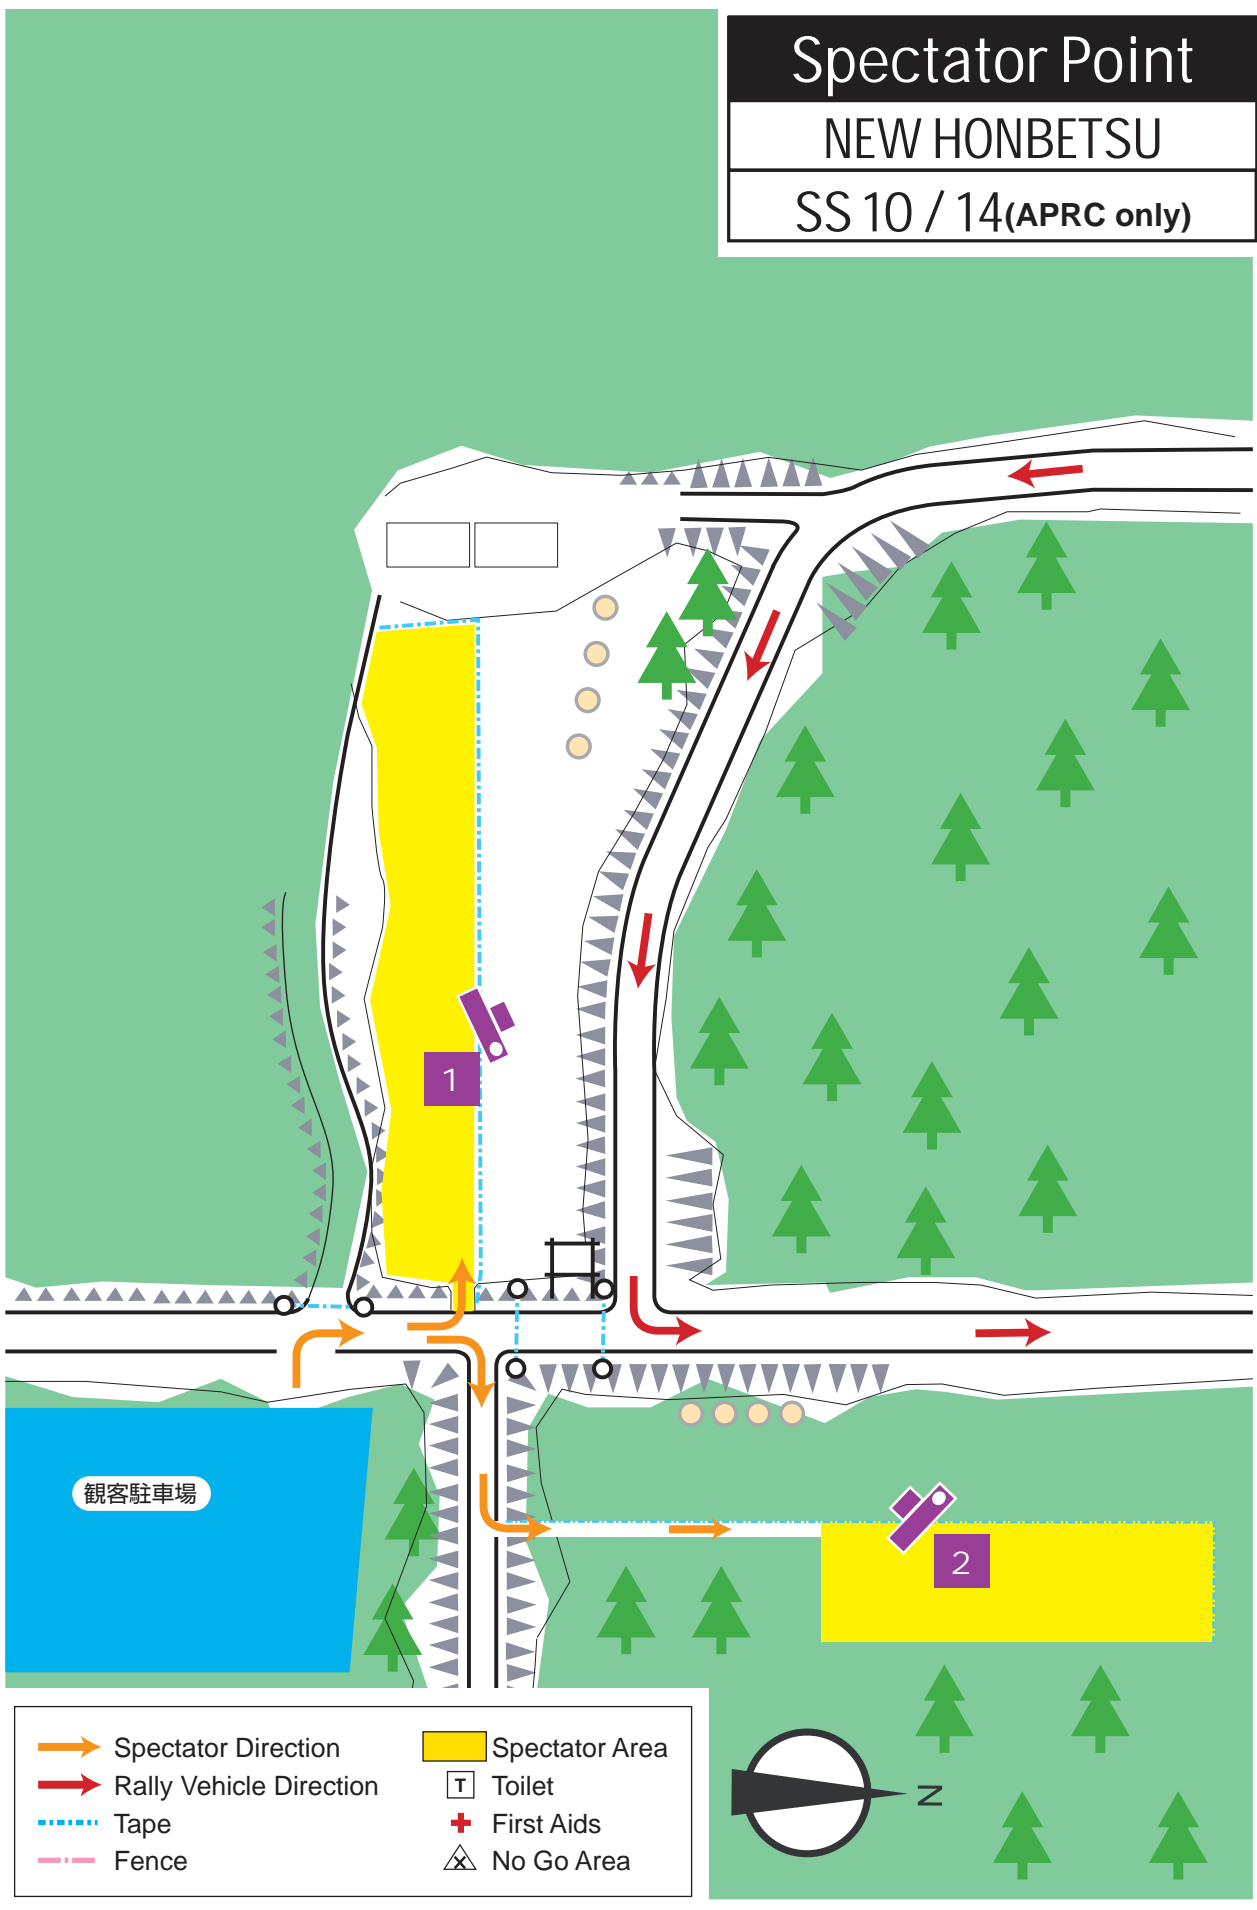 Spectator Point
NEW HONBETSU
SS 10 / 14(APRC only)
1
観客駐車場
2
Spectator Direction
Rally Vehicle Direction
Tape
Fence
Spectator Area
T Toilet
First Aids
No Go Area
N